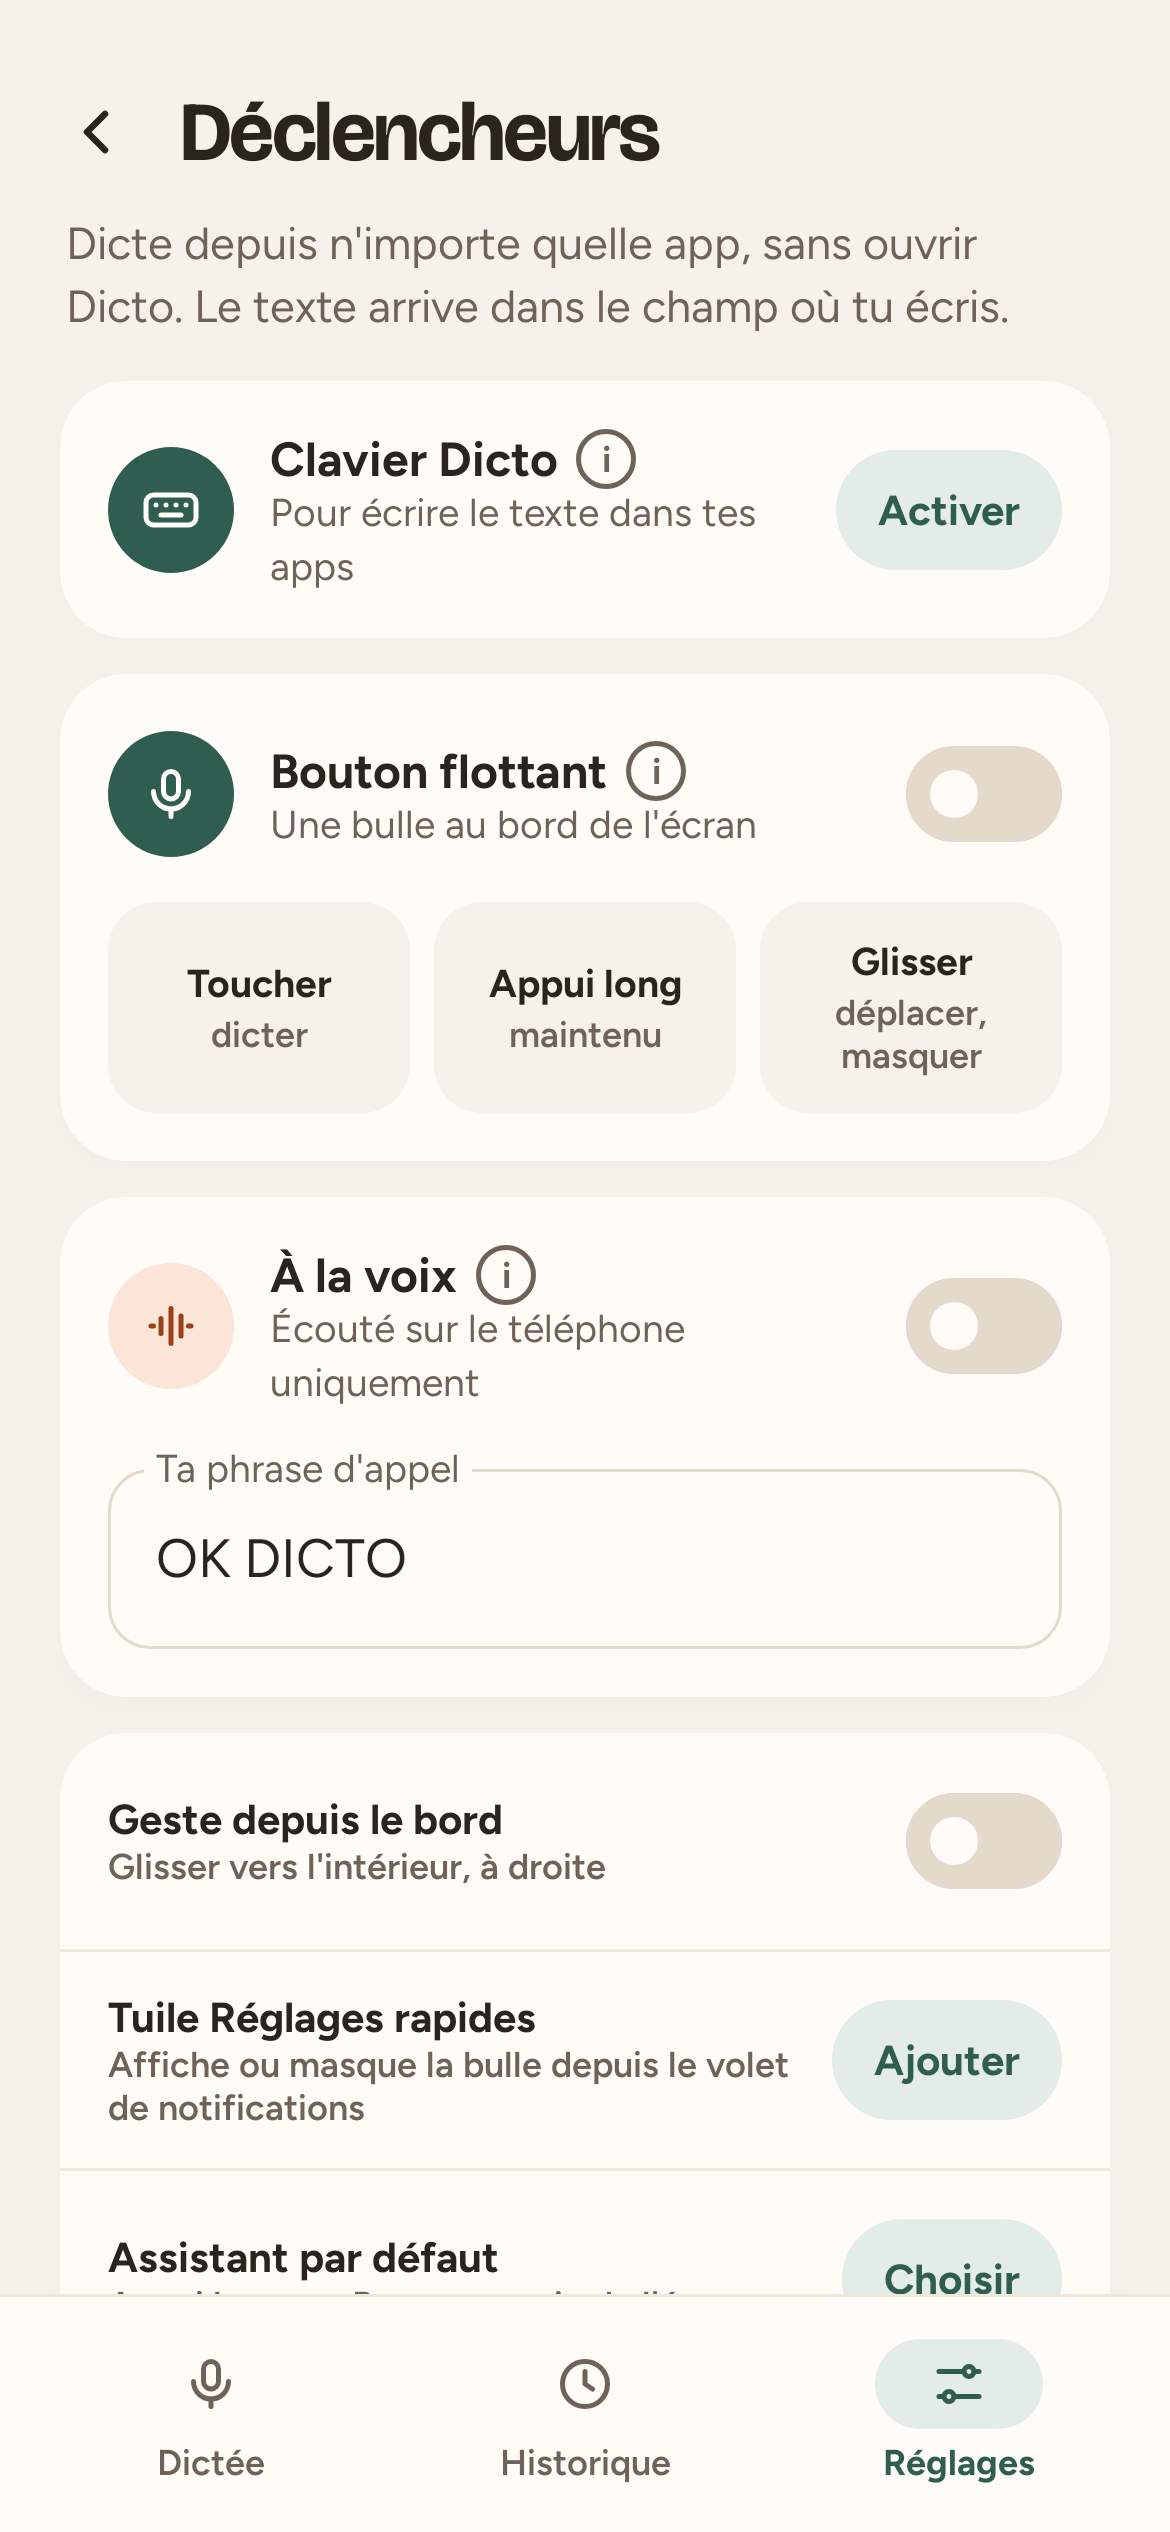 Déclencheurs
Dicte depuis n'importe quelle app, sans ouvrir
Dicto. Le texte arrive dans le champ où tu écris.
Clavier Dicto
Pour écrire le texte dans tes
apps
Activer
Bouton flottant
Une bulle au bord de l'écran
Toucher
dicter
Appui long
maintenu
Glisser
déplacer,
masquer
À la voix
Écouté sur le téléphone
uniquement
Ta phrase d'appel
OK DICTO
Geste depuis le bord
Glisser vers l'intérieur, à droite
Tuile Réglages rapides
Affiche ou masque la bulle depuis le volet
de notifications
Ajouter
Assistant par défaut
Choisir
Dictée
Historique
Réglages